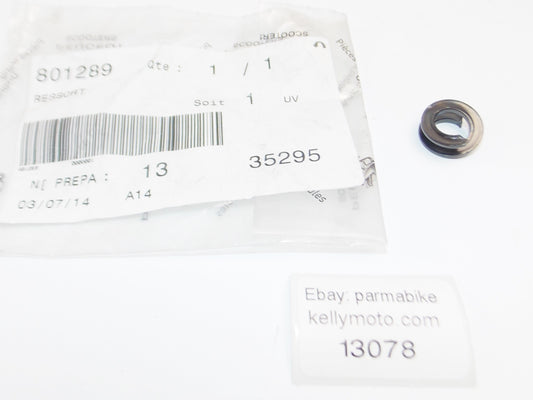 801289 Qte : 1 / 1
RESSORT
Soit 1 UV
N[ PREPA : 13 35295
03/07/14 A14
Ebay: parmabike
kellymoto.com
13078